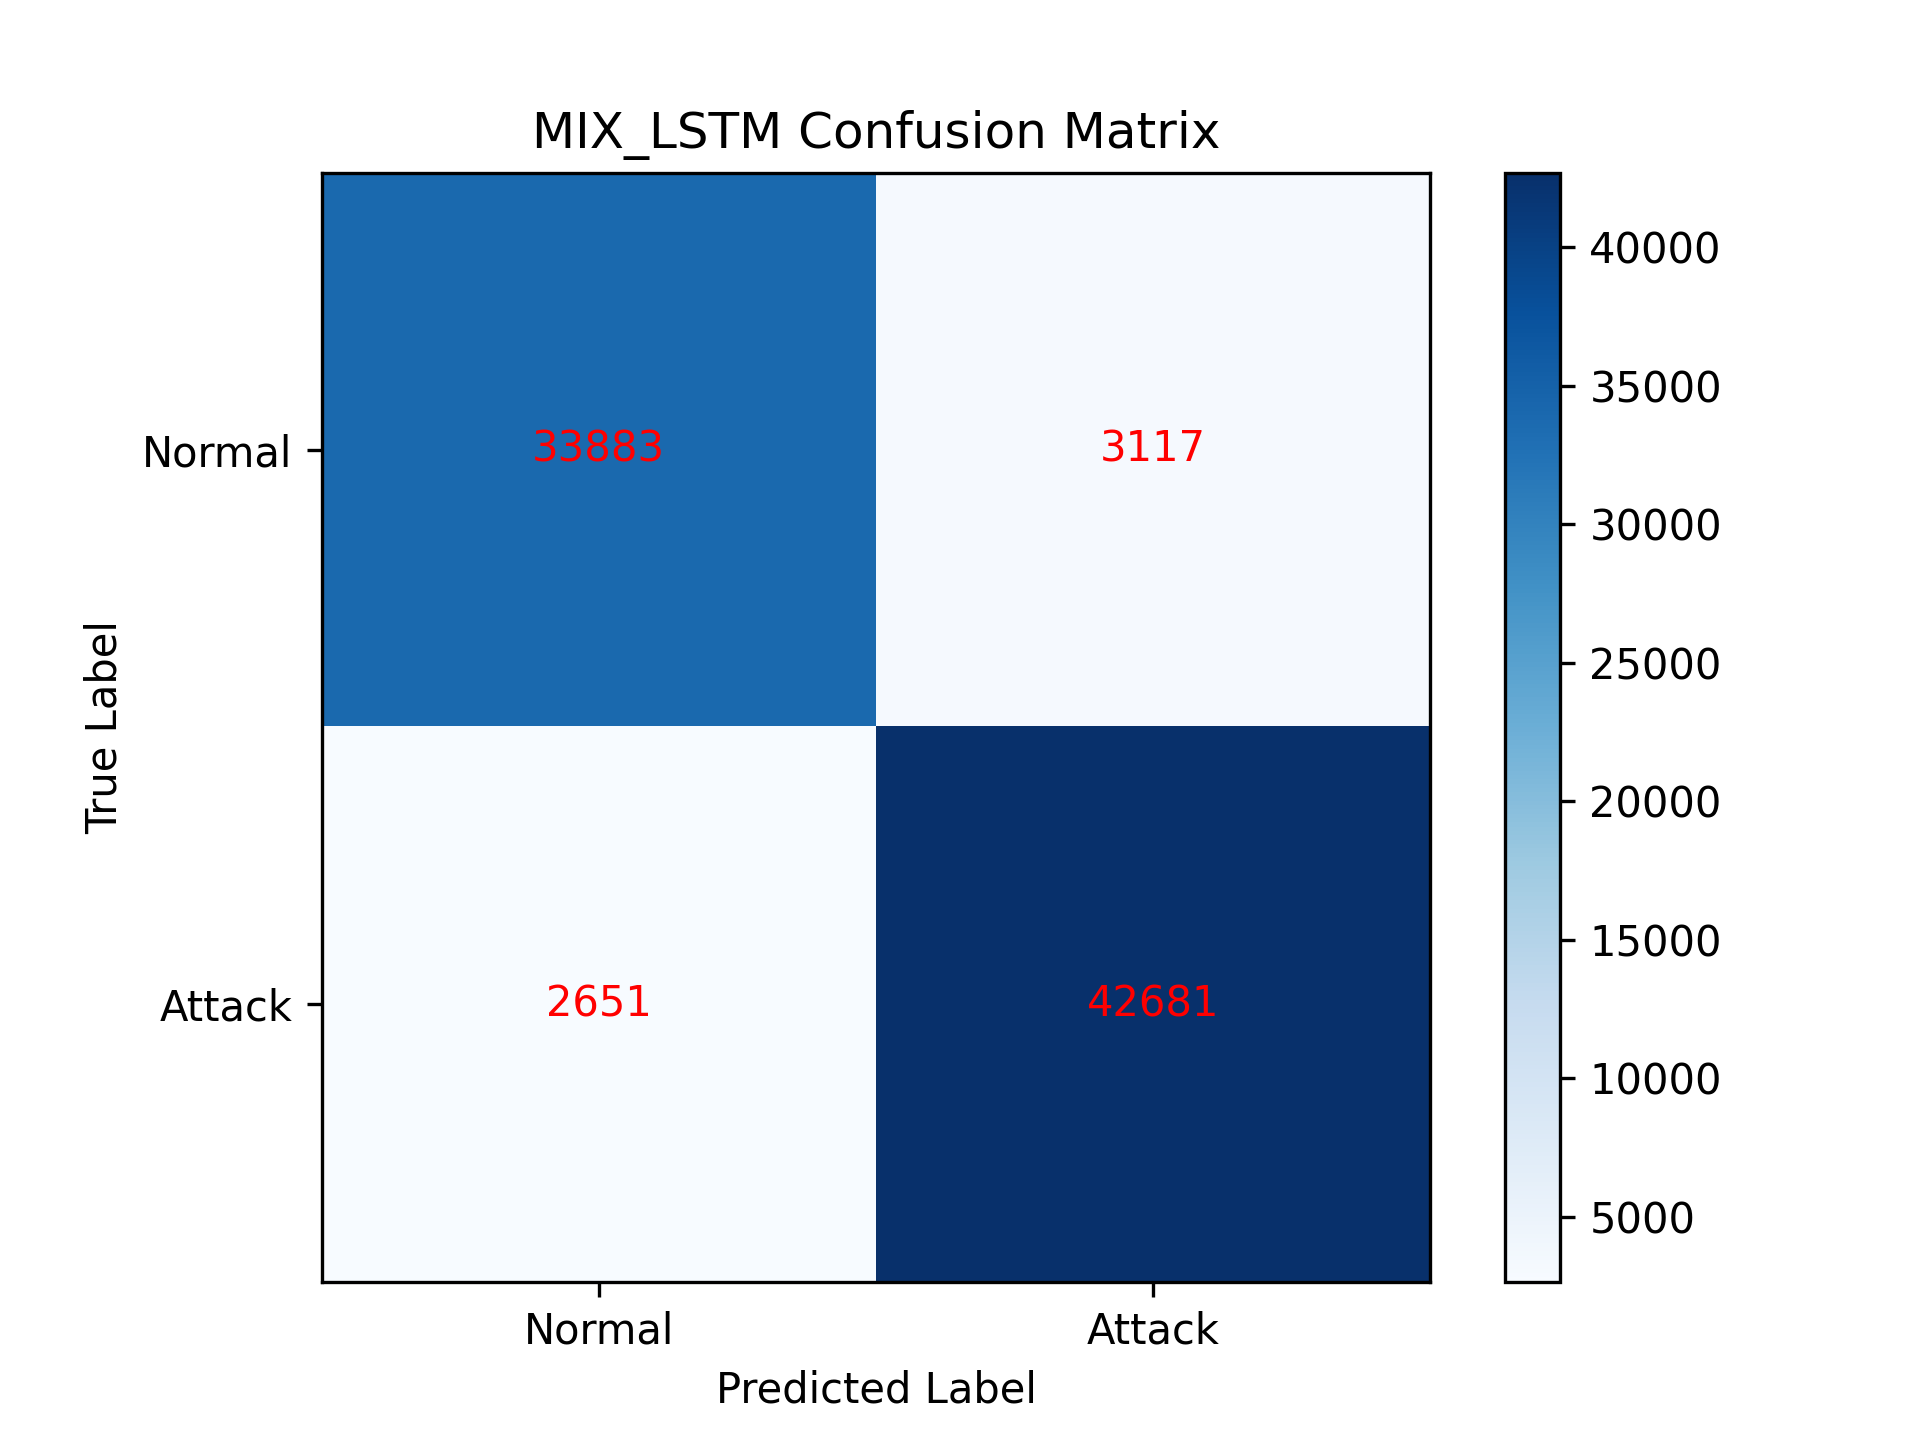 MIX_LSTM Confusion Matrix
Normal
33883
3117
Attack
2651
42681
True Label
Normal
Attack
Predicted Label
40000
35000
30000
25000
20000
15000
10000
5000